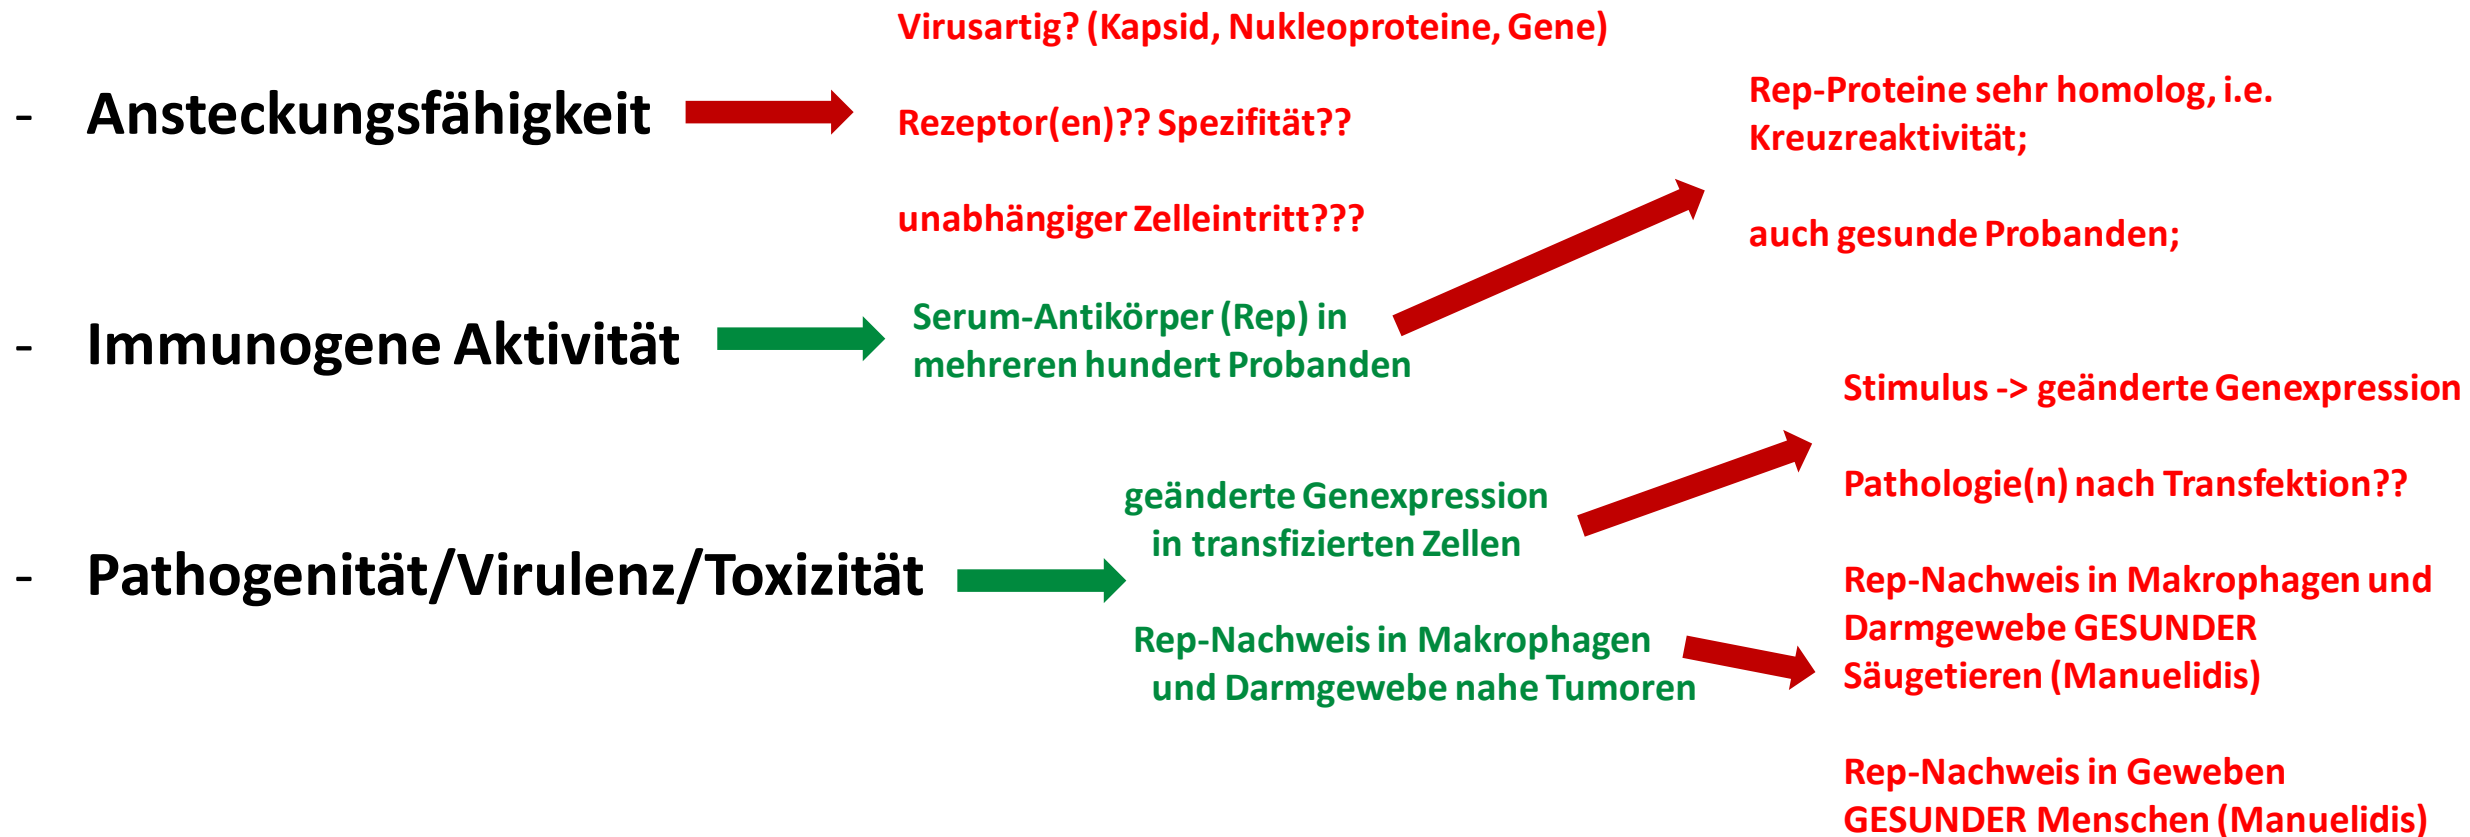 - Ansteckungsfähigkeit
Virusartig? (Kapsid, Nukleoproteine, Gene)
Rezeptor(en)?? Spezifität??
unabhängiger Zelleintritt???
- Immunogene Aktivität
Serum-Antikörper (Rep) in
mehreren hundert Probanden
Rep-Proteine sehr homolog, i.e.
Kreuzreaktivität;
auch gesunde Probanden;
- Pathogenität/Virulenz/Toxizität
geänderte Genexpression
in transfizierten Zellen
Rep-Nachweis in Makrophagen
und Darmgewebe nahe Tumoren
Stimulus -> geänderte Genexpression
Pathologie(n) nach Transfektion??
Rep-Nachweis in Makrophagen und
Darmgewebe GESUNDER
Säugetieren (Manuelidis)
Rep-Nachweis in Geweben
GESUNDER Menschen (Manuelidis)